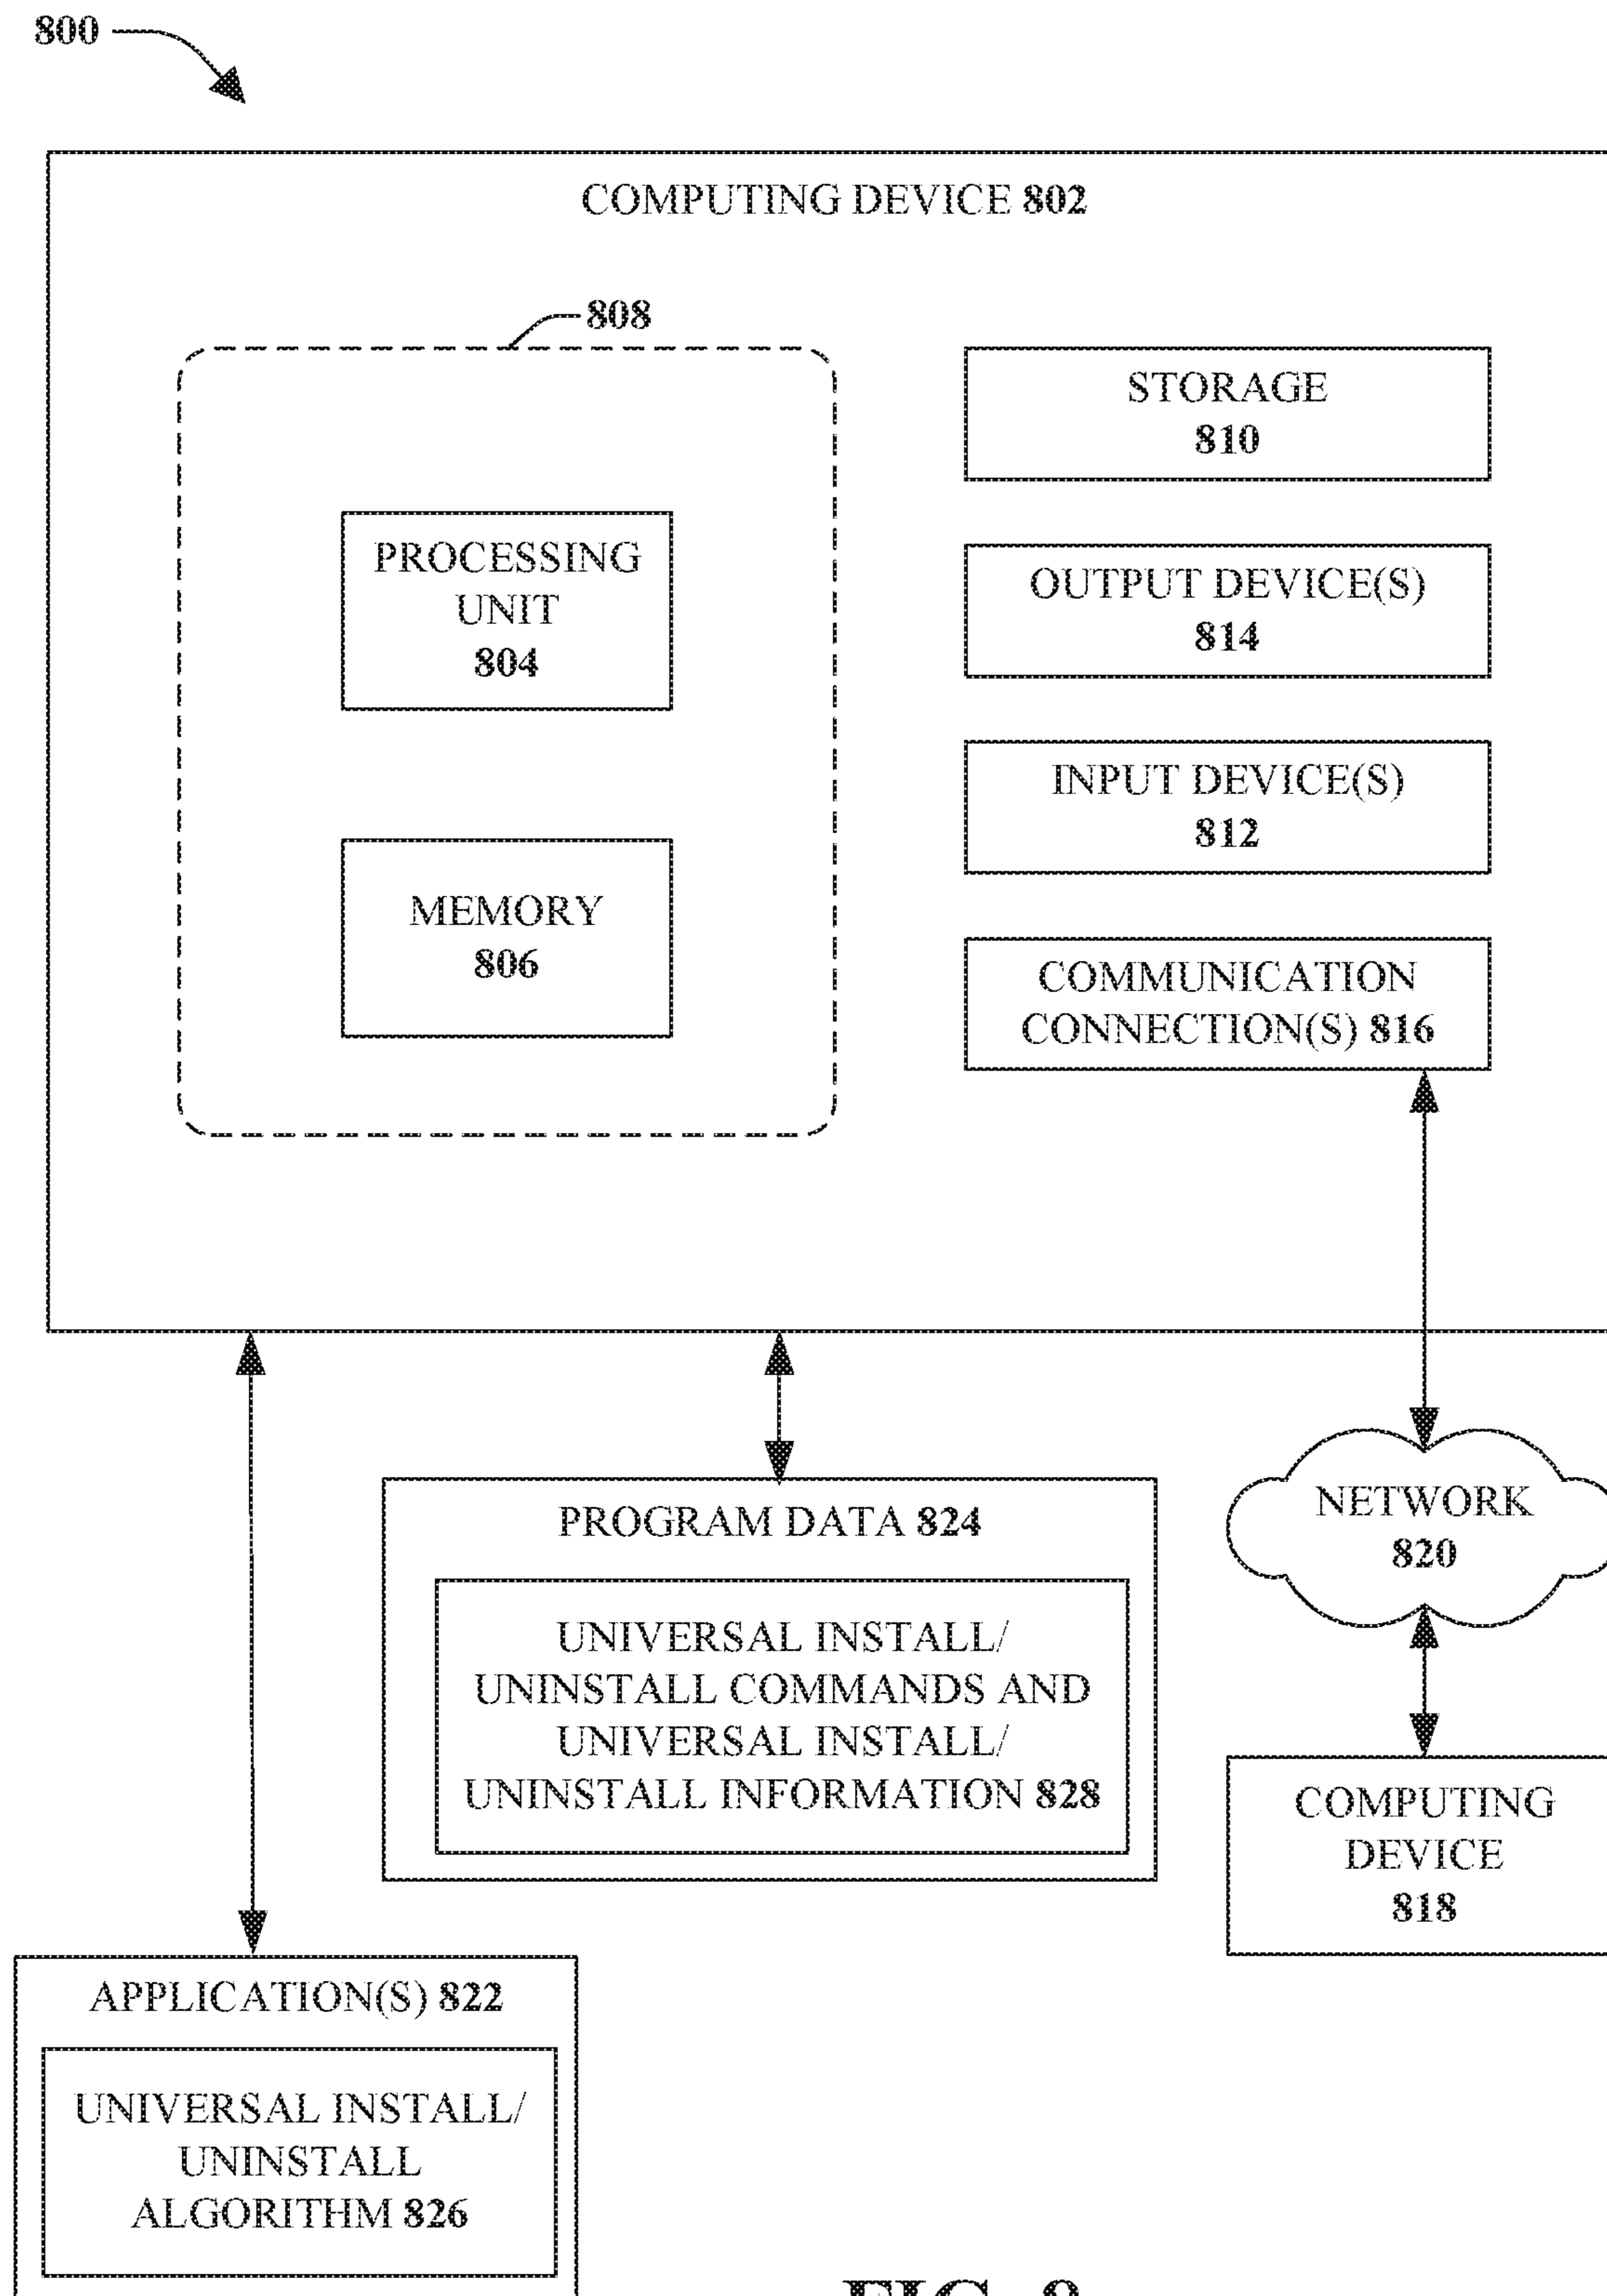 800
COMPUTING DEVICE 802
808
PROCESSING
UNIT
804
MEMORY
806
STORAGE
810
OUTPUT DEVICE(S)
814
INPUT DEVICE(S)
812
COMMUNICATION
CONNECTION(S) 816
PROGRAM DATA 824
UNIVERSAL INSTALL/
UNINSTALL COMMANDS AND
UNIVERSAL INSTALL/
UNINSTALL INFORMATION 828
NETWORK
820
COMPUTING
DEVICE
818
APPLICATION(S) 822
UNIVERSAL INSTALL/
UNINSTALL
ALGORITHM 826